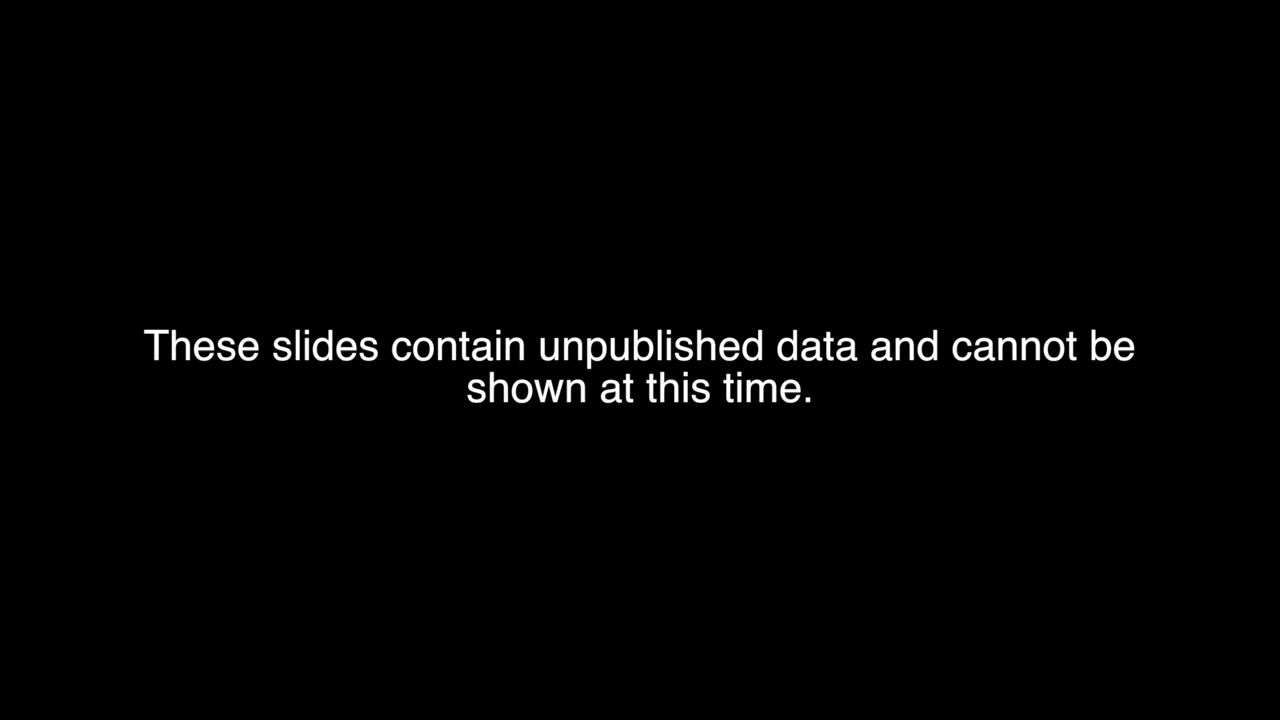 These slides contain unpublished data and cannot be
shown at this time.